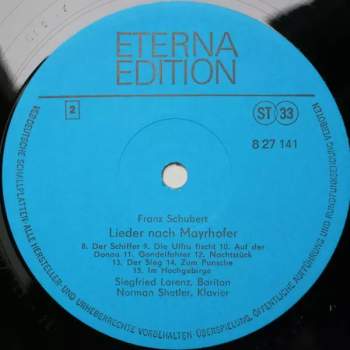 ETERNA
EDITION
2
ST 33
8 27 141
Franz Schubert
Lieder nach Mayrhofer
8. Der Schiffer 9. Die Ulfru fischt 10. Auf der
Donau 11. Gondelfahrer 12. Nachtstück
13. Der Sieg 14. Zum Punsche
15. Im Hochgebirge
Siegfried Lorenz, Bariton
Norman Shetler, Klavier
VEB DEUTSCHE SCHALLPLATTEN · ALLE HERSTELLER- UND URHEBERRECHTE VORBEHALTEN · ÜBERSPIELUNG, ÖFFENTLICHE AUFFÜHRUNG UND RUNDFUNKSENDUNG VERBOTEN